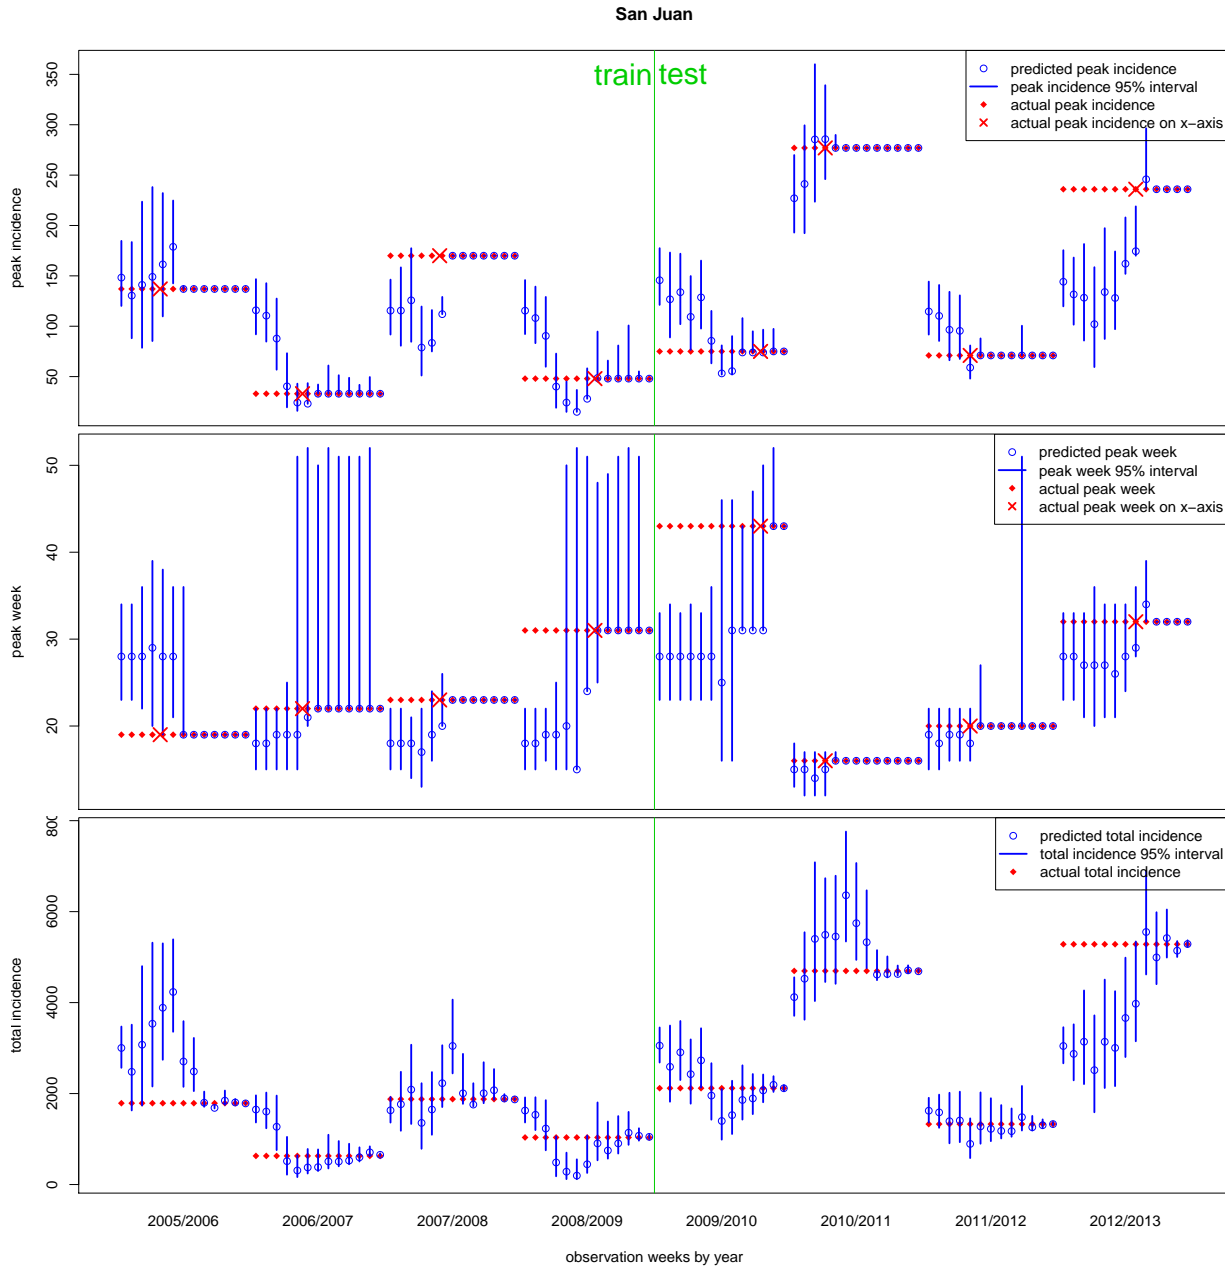 San Juan
train test
predicted peak incidence
peak incidence 95% interval
actual peak incidence
actual peak incidence on x−axis
peak incidence
50
100
150
200
250
300
350
predicted peak week
peak week 95% interval
actual peak week
actual peak week on x−axis
peak week
20
30
40
50
predicted total incidence
total incidence 95% interval
actual total incidence
total incidence
0
2000
4000
6000
2005/2006 2006/2007 2007/2008 2008/2009 2009/2010 2010/2011 2011/2012 2012/2013
observation weeks by year